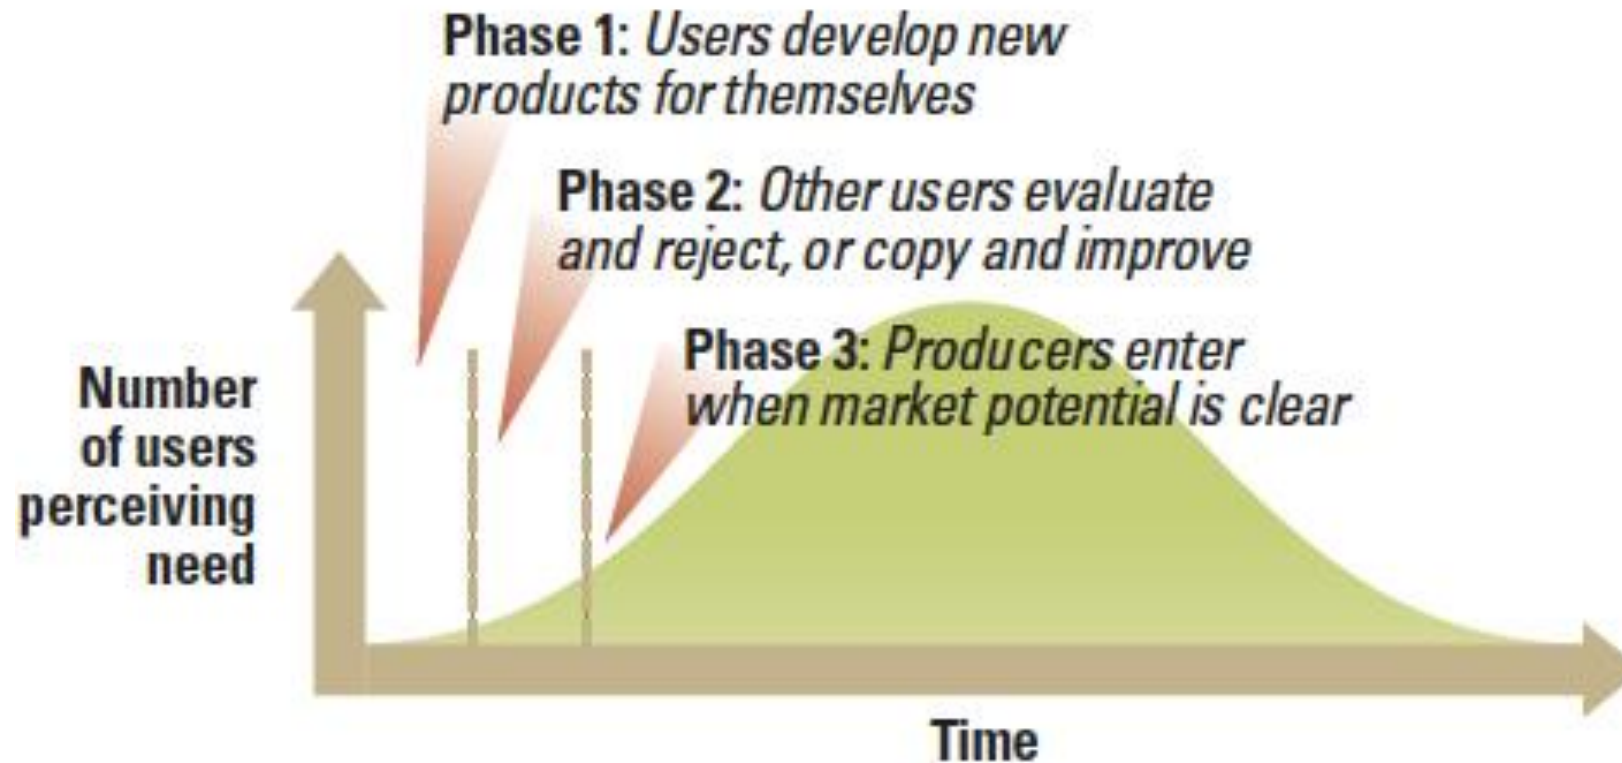 Phase 1: Users develop new
products for themselves
Phase 2: Other users evaluate
and reject, or copy and improve
Phase 3: Producers enter
when market potential is clear
Number
of users
perceiving
need
Time